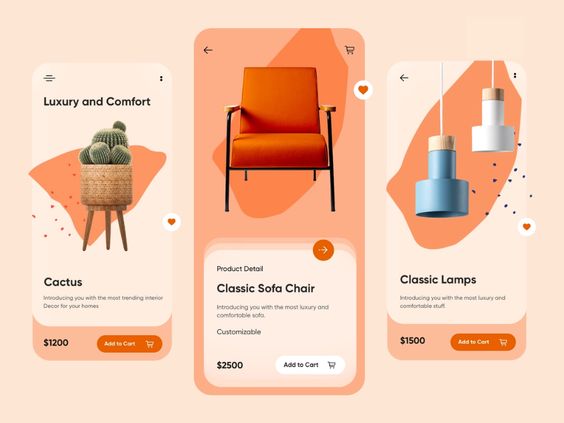 Luxury and Comfort
Cactus
Introducing you with the most trending interior
Decor for your homes
$1200
Add to Cart
Product Detail
Classic Sofa Chair
Introducing you with the most luxury and
comfortable sofa.
Customizable
$2500
Add to Cart
Classic Lamps
Introducing you with the most luxury and
comfortable stuff.
$1500
Add to Cart